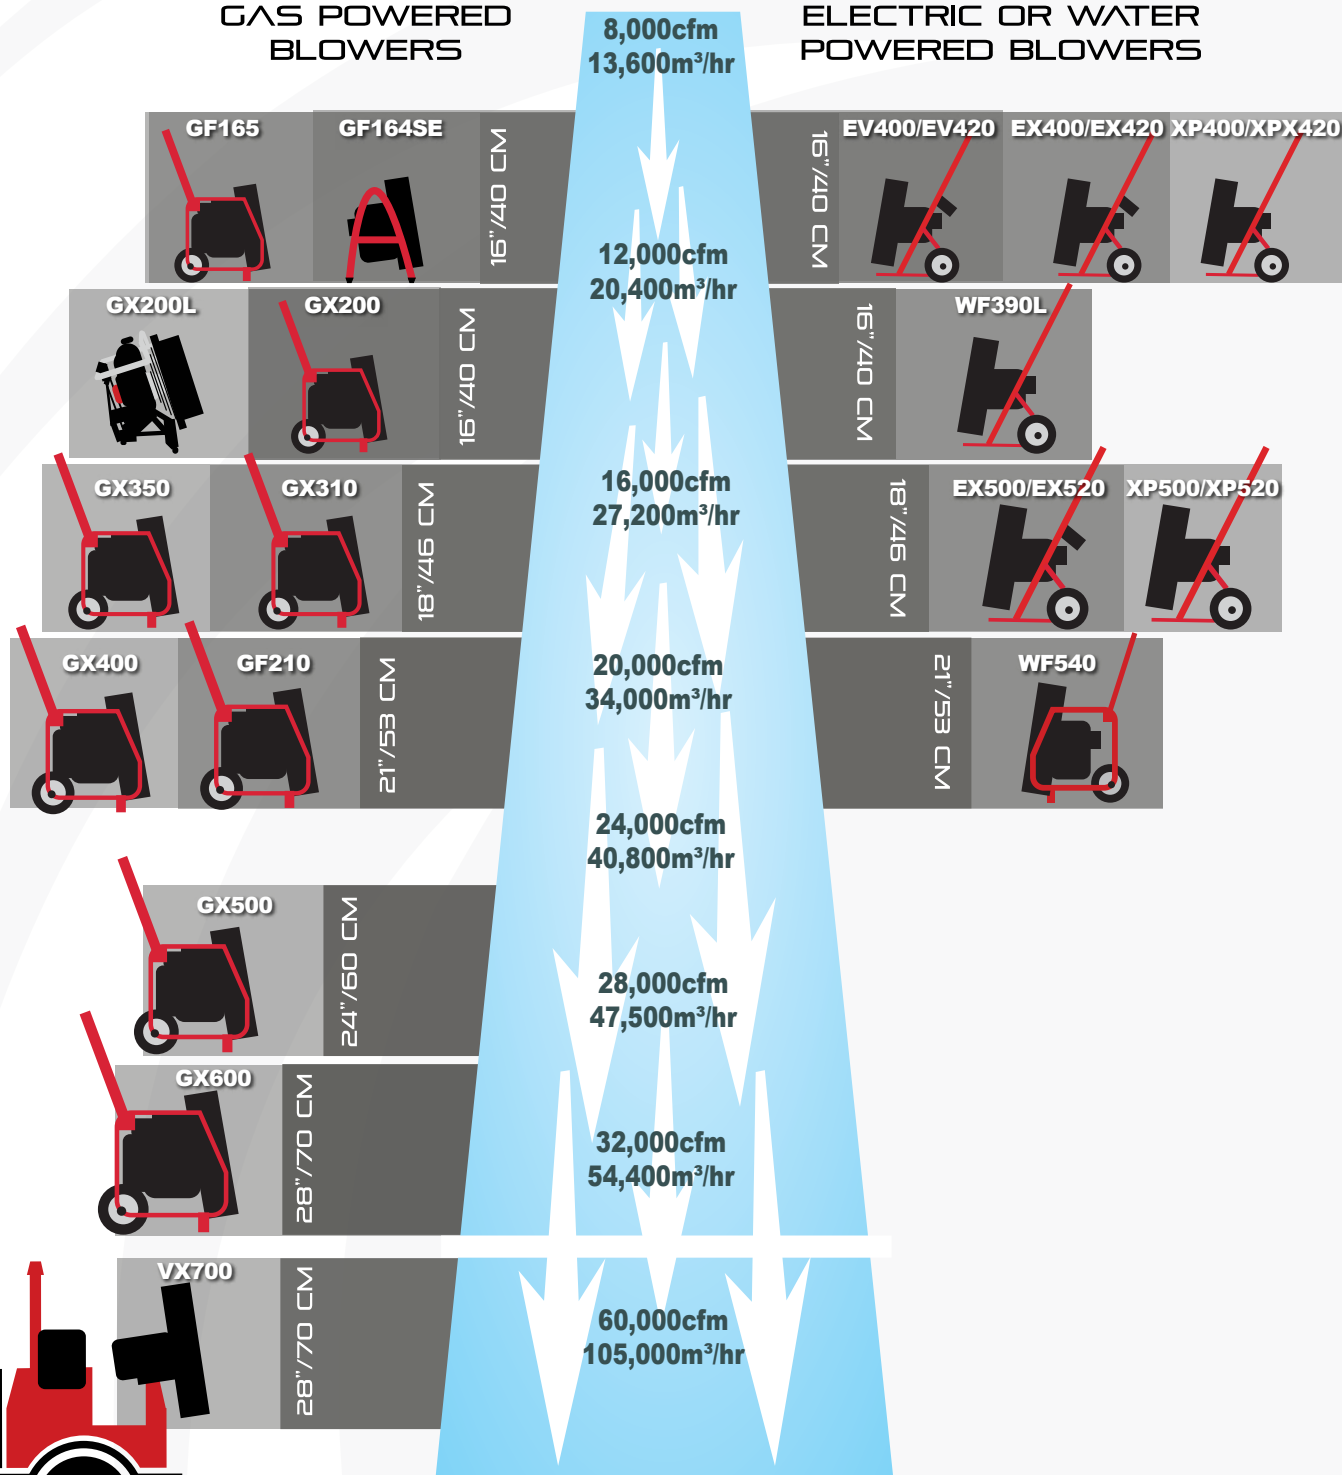 GAS POWERED
BLOWERS
ELECTRIC OR WATER
POWERED BLOWERS
8,000cfm
13,600m³/hr
GF165
GF164SE
16"/40 CM
16"/40 CM
EV400/EV420
EX400/EX420
XP400/XPX420
12,000cfm
20,400m³/hr
GX200L
GX200
16"/40 CM
16"/40 CM
WF390L
16,000cfm
27,200m³/hr
GX350
GX310
18"/46 CM
18"/46 CM
EX500/EX520
XP500/XP520
20,000cfm
34,000m³/hr
GX400
GF210
21"/53 CM
21"/53 CM
WF540
24,000cfm
40,800m³/hr
GX500
24"/60 CM
28,000cfm
47,500m³/hr
GX600
28"/70 CM
32,000cfm
54,400m³/hr
VX700
28"/70 CM
60,000cfm
105,000m³/hr